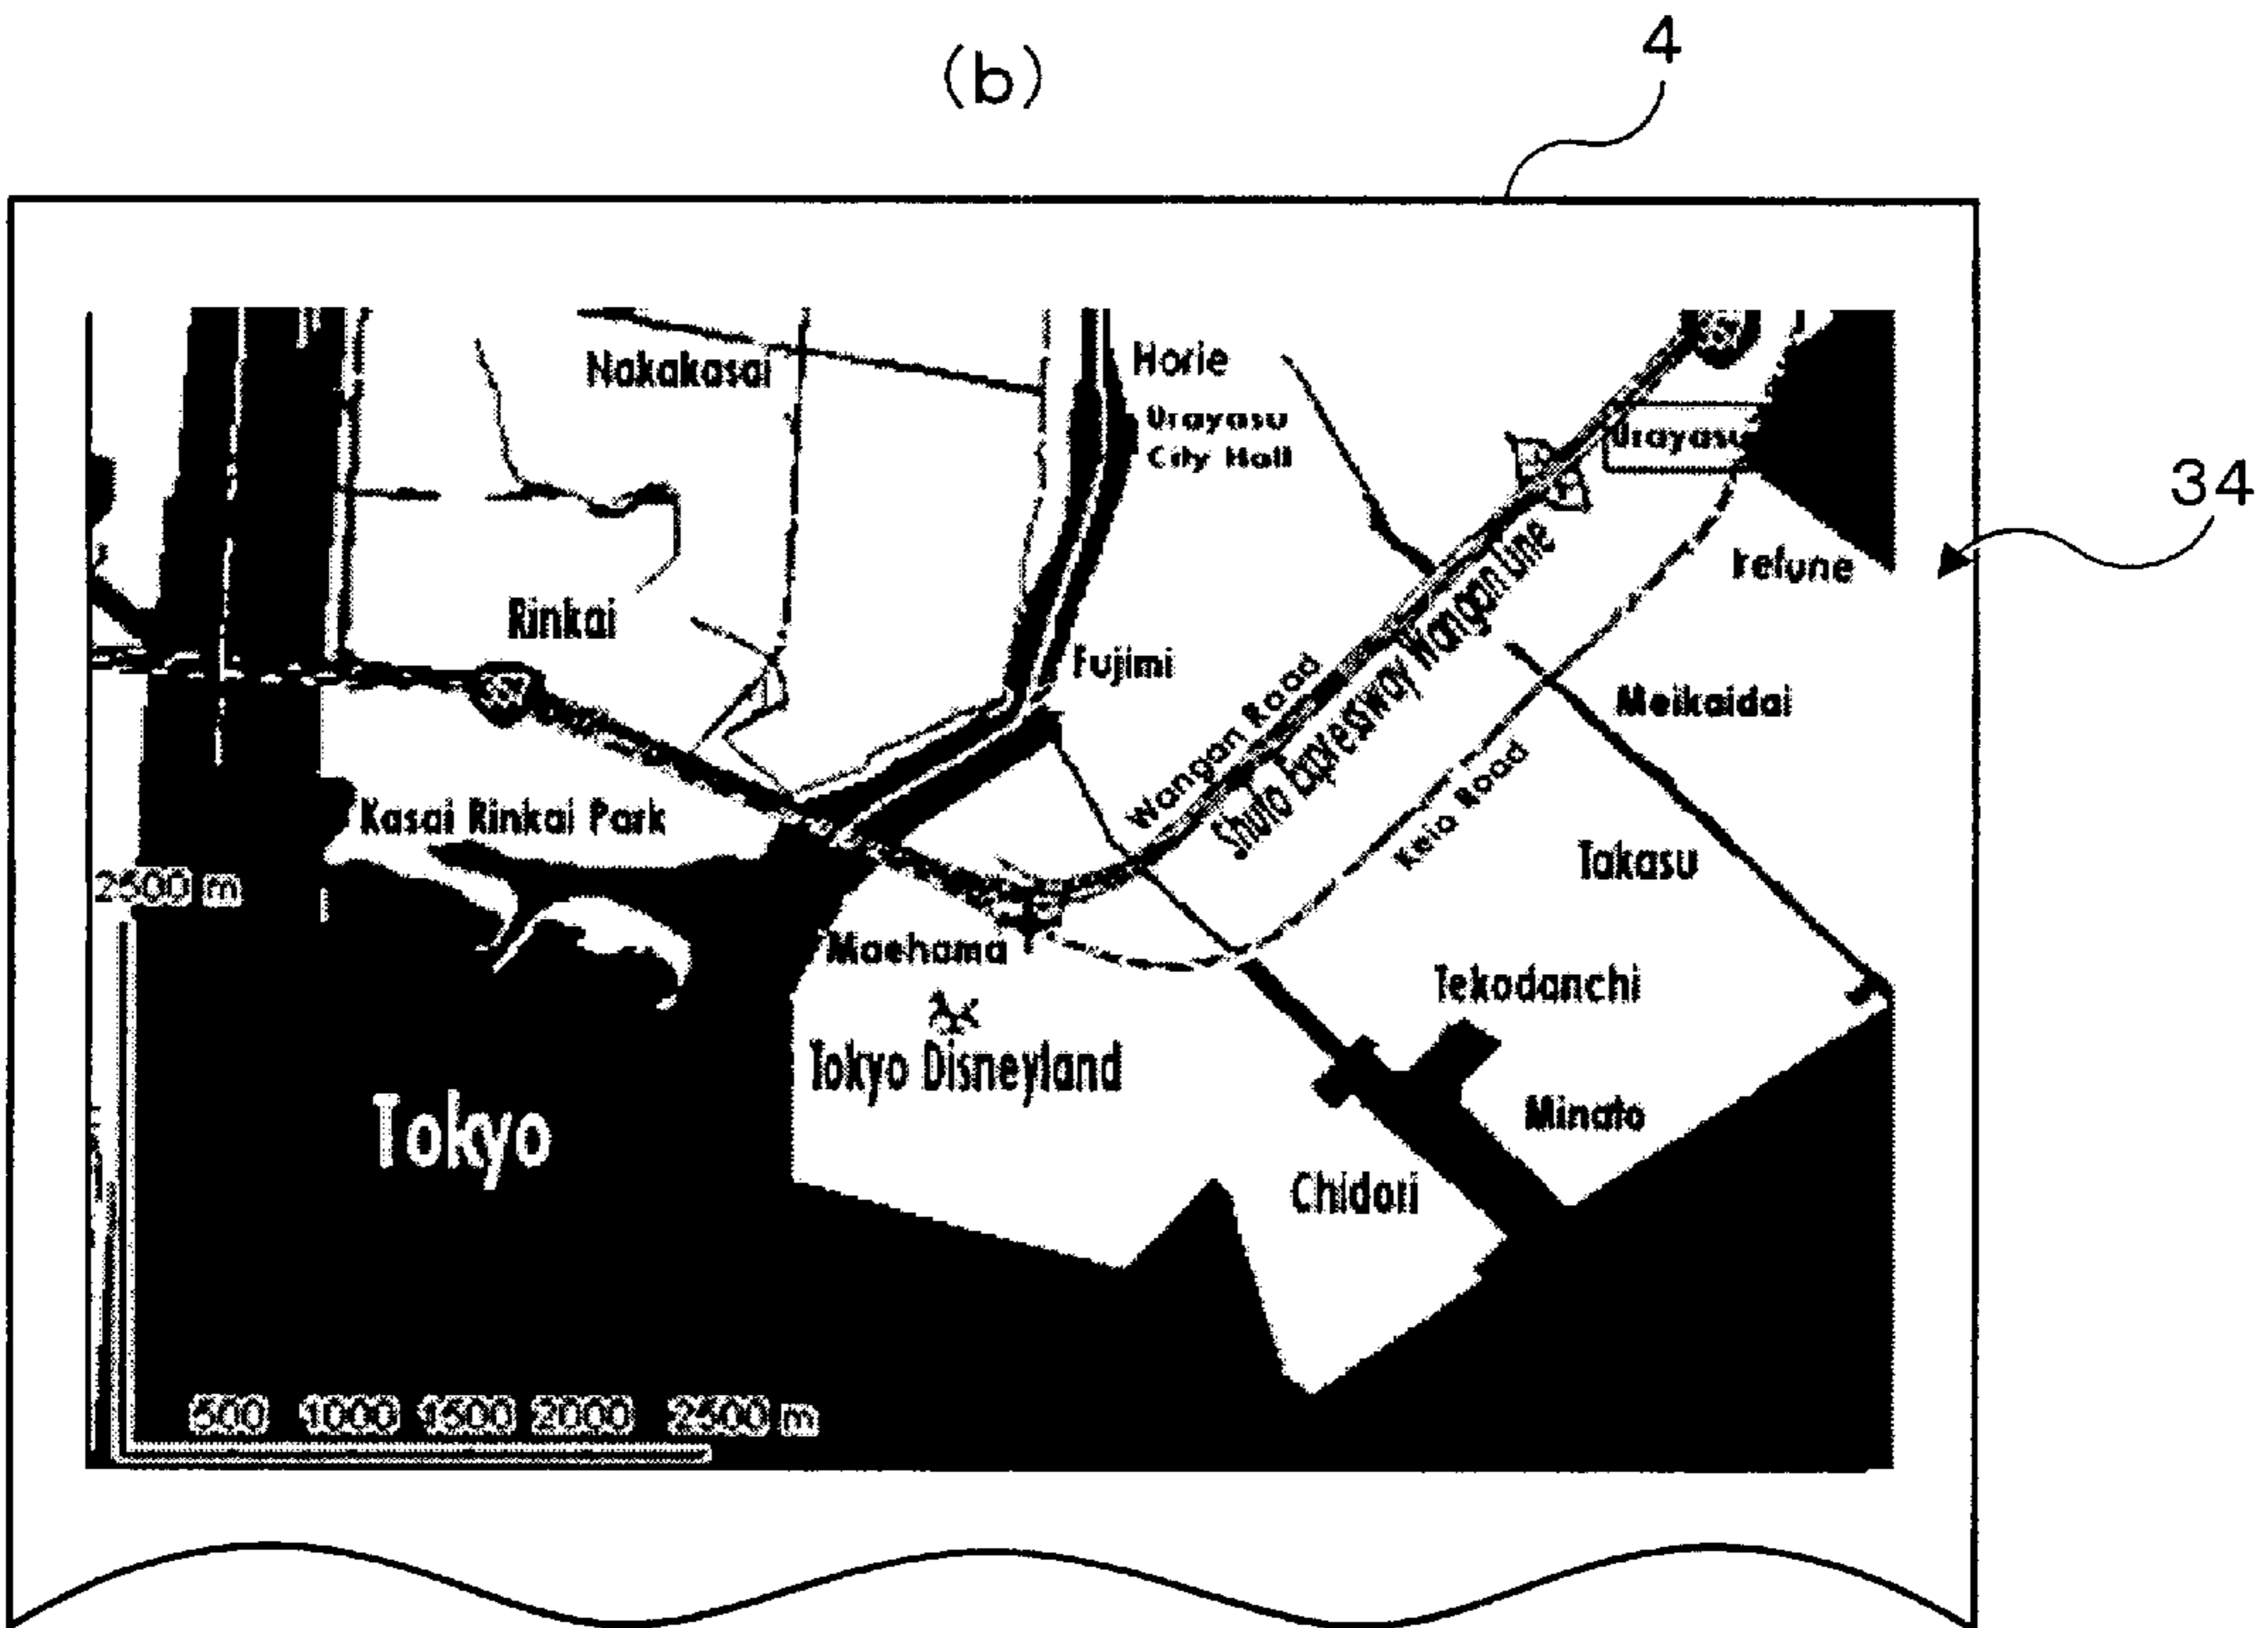 (b)
4
34
Nakakasai
Horie
Urayasu
City Hall
Urayasu
Irefune
Rinkai
Fujimi
Wangan Road
Shuto Expressway Wangan Line
Meikaidai
Keio Road
Kasai Rinkai Park
Takasu
2500 m
Maehama
Tekodanchi
Tokyo Disneyland
Tokyo
Minato
Chidori
500 1000 1500 2000 2500 m